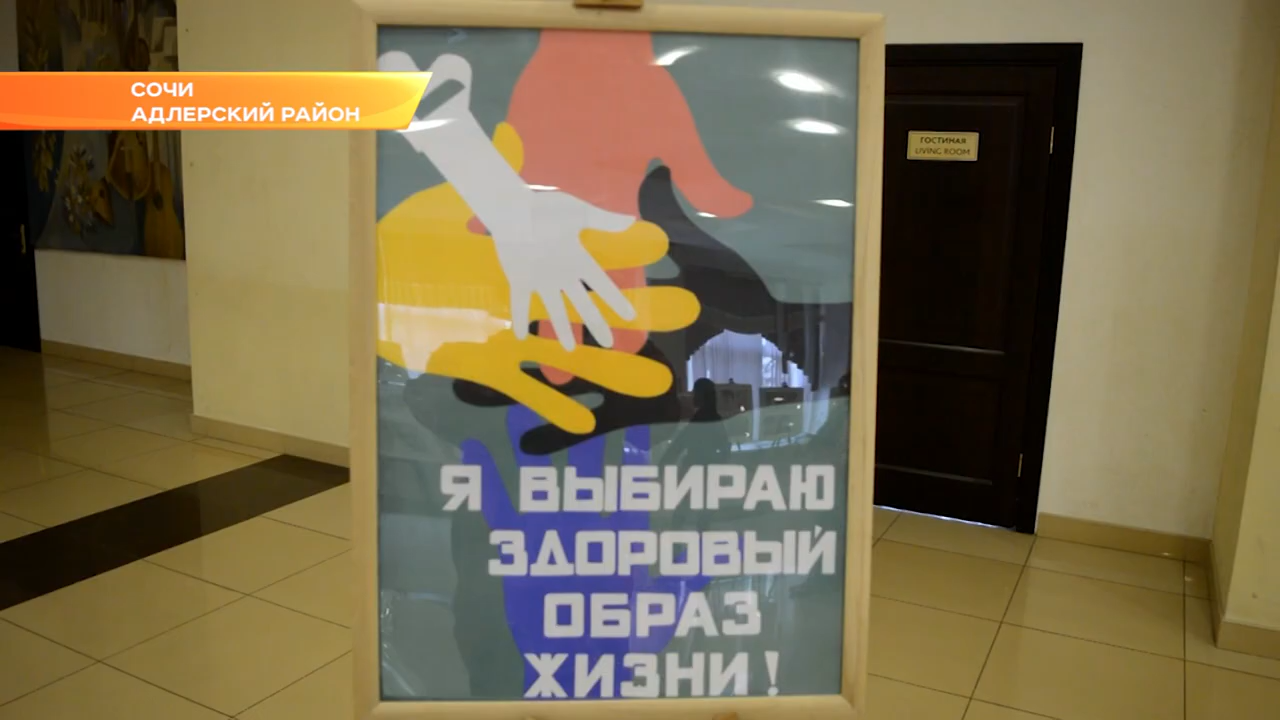 СОЧИ
АДЛЕРСКИЙ РАЙОН
ГОСТИНАЯ
LIVING ROOM
Я ВЫБИРАЮ
ЗДОРОВЫЙ
ОБРАЗ
ЖИЗНИ!